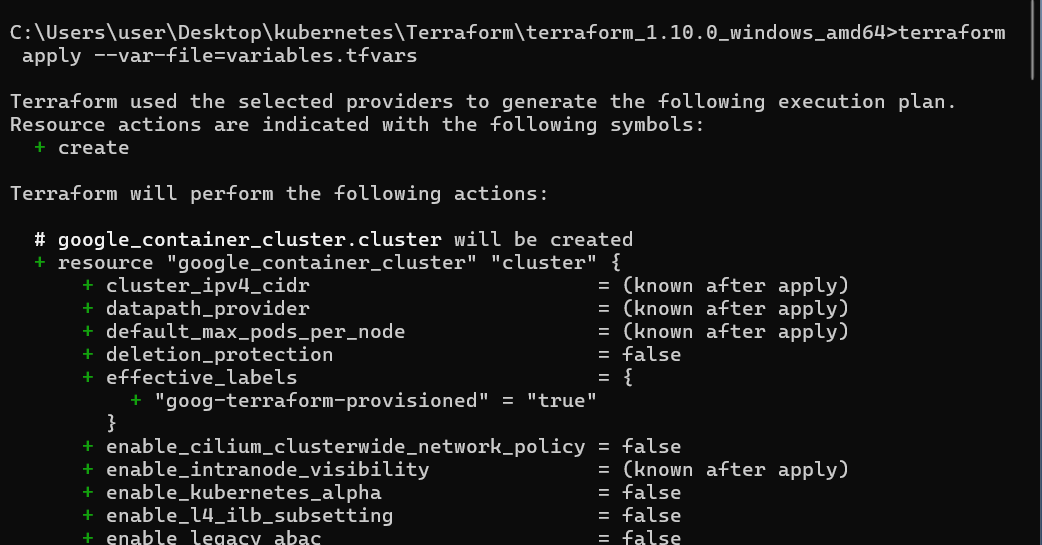 C:\Users\user\Desktop\kubernetes\Terraform\terraform_1.10.0_windows_amd64>terraform
 apply --var-file=variables.tfvars
Terraform used the selected providers to generate the following execution plan.
Resource actions are indicated with the following symbols:
  + create
Terraform will perform the following actions:
  # google_container_cluster.cluster will be created
  + resource "google_container_cluster" "cluster" {
      + cluster_ipv4_cidr                        = (known after apply)
      + datapath_provider                        = (known after apply)
      + default_max_pods_per_node                = (known after apply)
      + deletion_protection                      = false
      + effective_labels                         = {
          + "goog-terraform-provisioned" = "true"
        }
      + enable_cilium_clusterwide_network_policy = false
      + enable_intranode_visibility              = (known after apply)
      + enable_kubernetes_alpha                  = false
      + enable_l4_ilb_subsetting                 = false
      + enable_legacy_abac                       = false